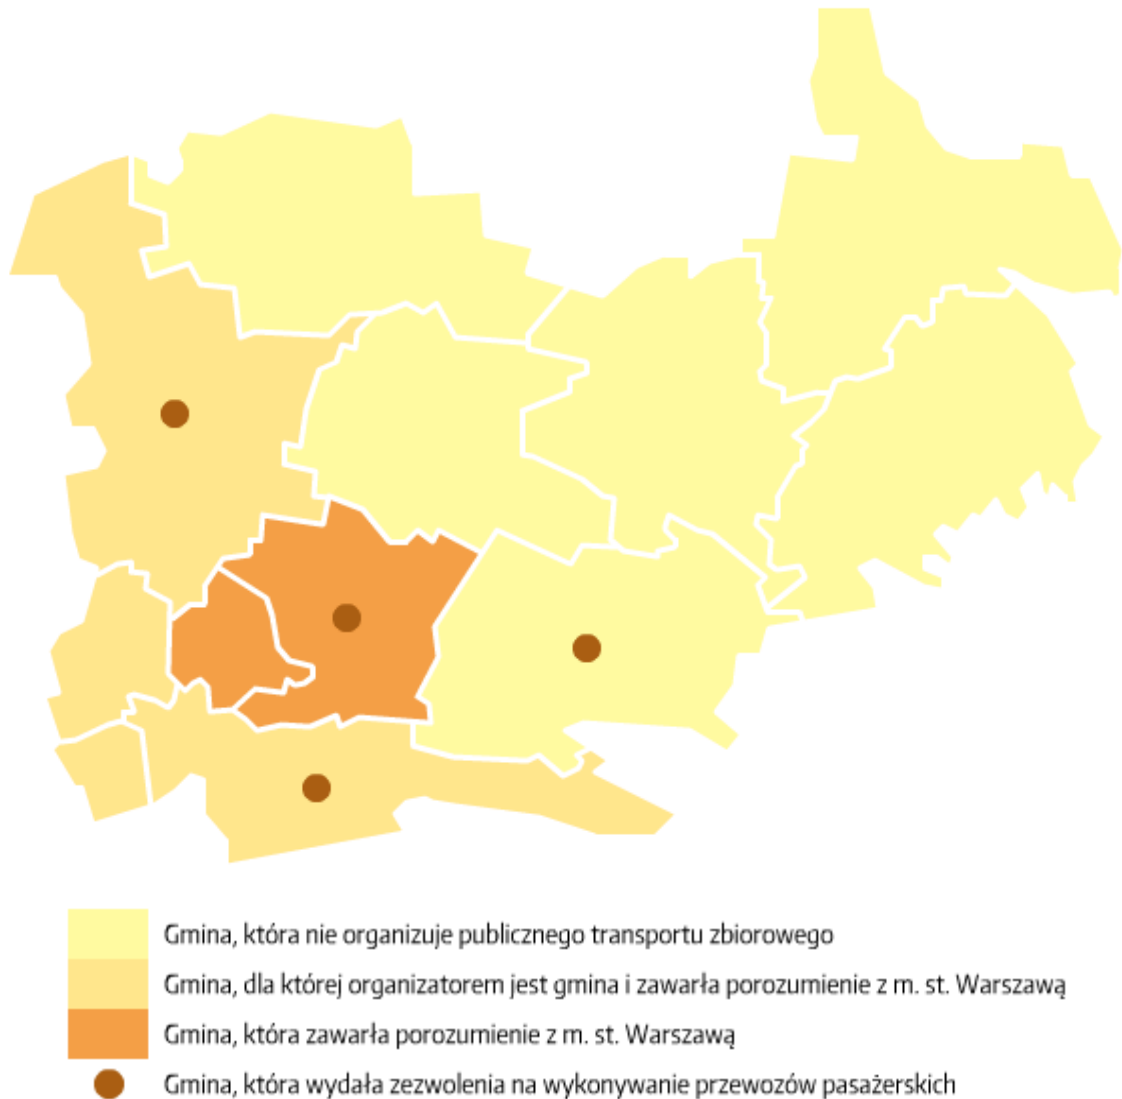 Gmina, która nie organizuje publicznego transportu zbiorowego
Gmina, dla której organizatorem jest gmina i zawarła porozumienie z m. st. Warszawą
Gmina, która zawarła porozumienie z m. st. Warszawą
Gmina, która wydała zezwolenia na wykonywanie przewozów pasażerskich